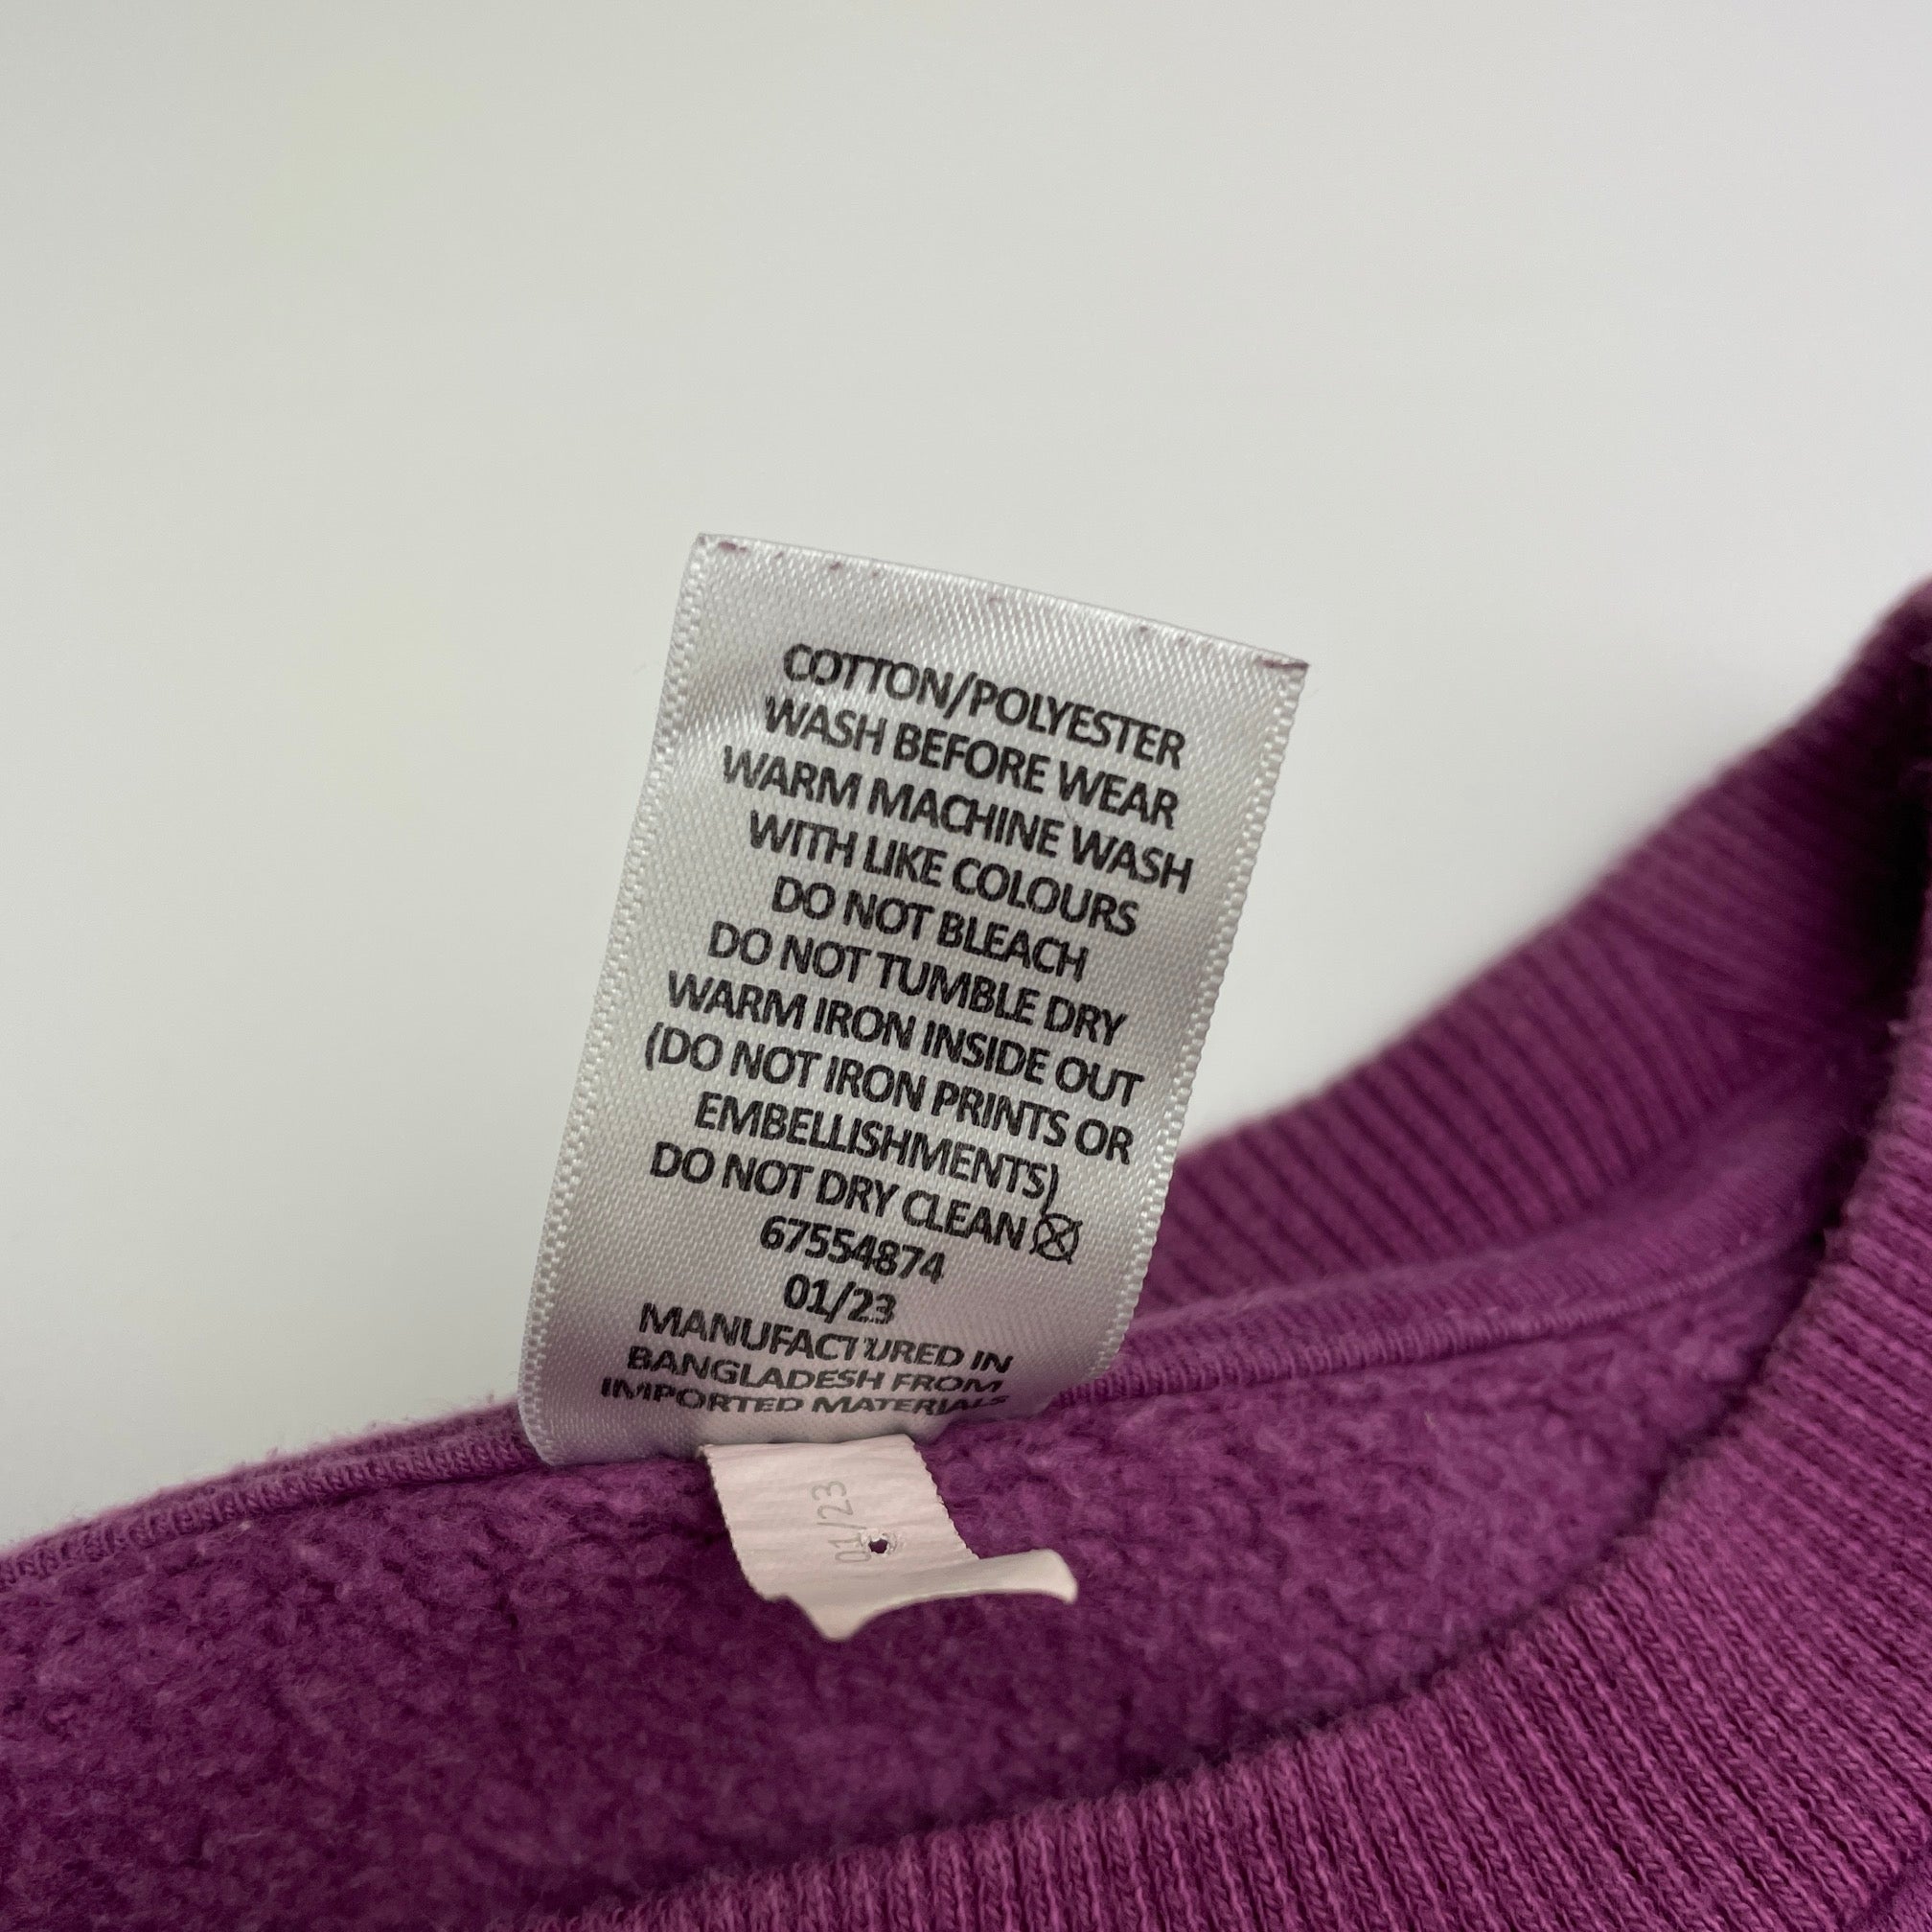 COTTON/POLYESTER
WASH BEFORE WEAR
WARM MACHINE WASH
WITH LIKE COLOURS
DO NOT BLEACH
DO NOT TUMBLE DRY
WARM IRON INSIDE OUT
(DO NOT IRON PRINTS OR
EMBELLISHMENTS)
DO NOT DRY CLEAN
67554874
01/23
MANUFACTURED IN
BANGLADESH FROM
IMPORTED MATERIALS
01/23